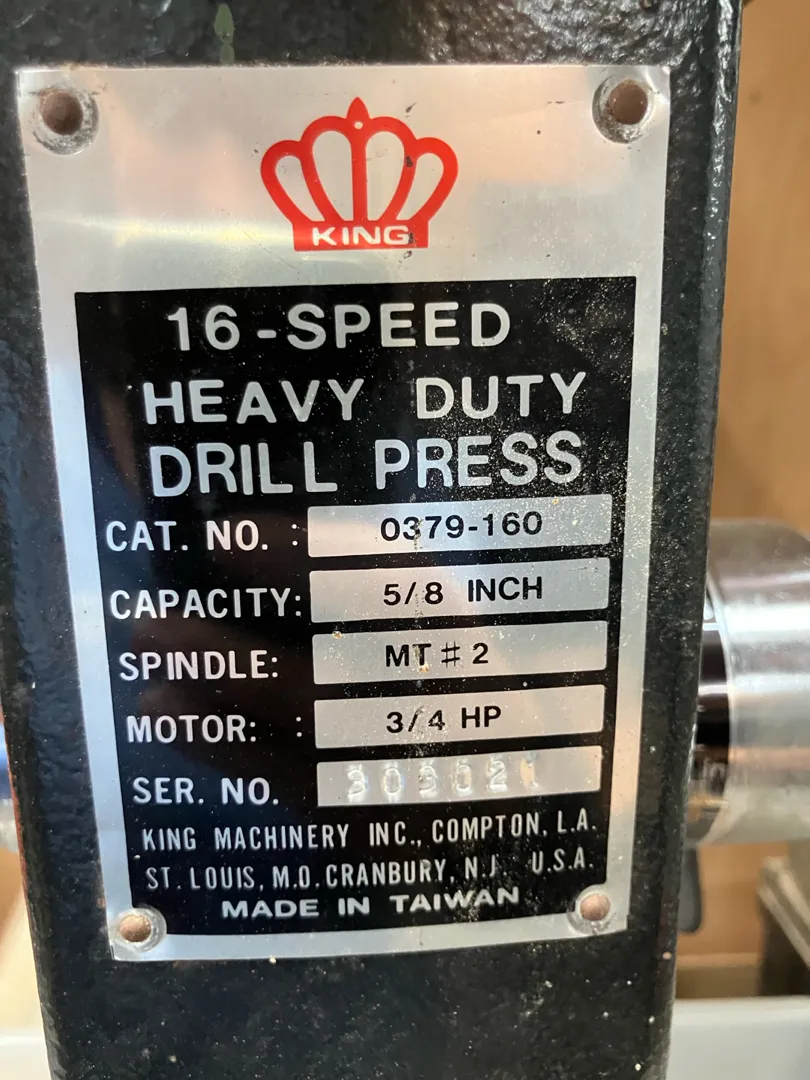 KING
16-SPEED
HEAVY DUTY
DRILL PRESS
CAT. NO. : 0379-160
CAPACITY: 5/8 INCH
SPINDLE: MT # 2
MOTOR: : 3/4 HP
SER. NO.
KING MACHINERY INC., COMPTON, L.A.
ST. LOUIS, M.O. CRANBURY, N.J. U.S.A.
MADE IN TAIWAN